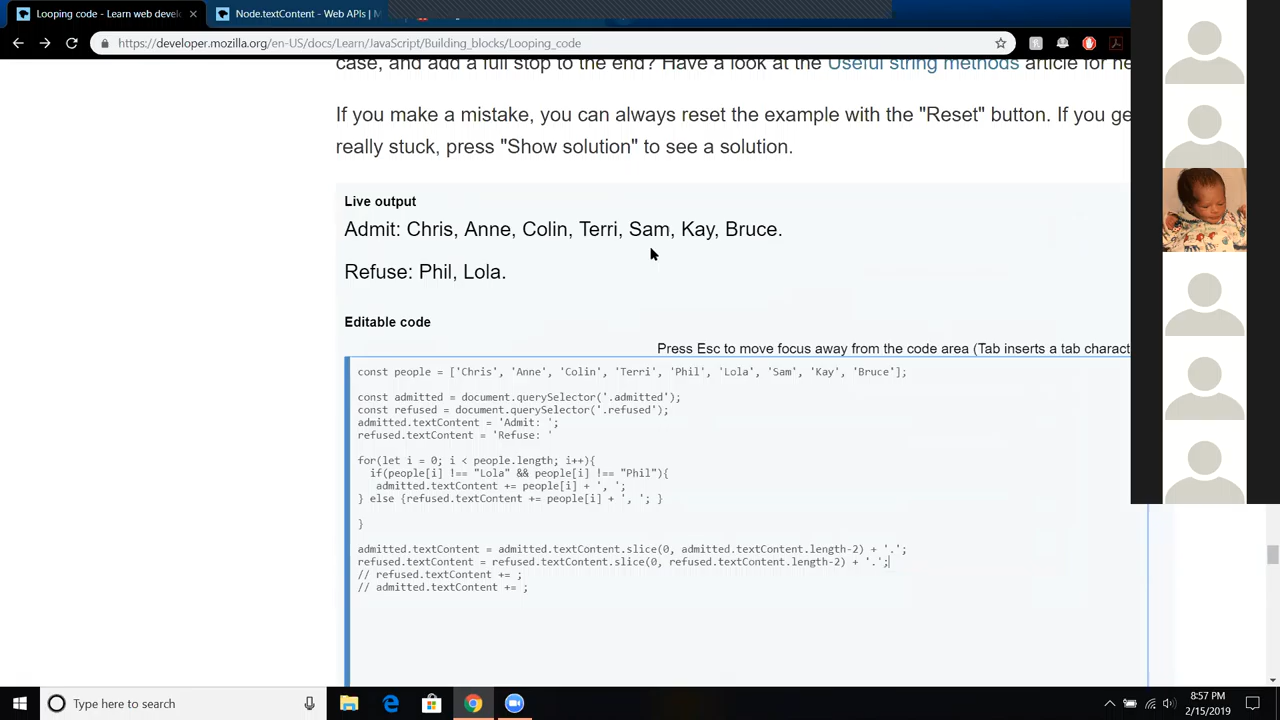 Looping code - Learn web devel
Node.textContent - Web APIs | M
https://developer.mozilla.org/en-US/docs/Learn/JavaScript/Building_blocks/Looping_code
case, and add a full stop to the end? Have a look at the Useful string methods article for he
If you make a mistake, you can always reset the example with the "Reset" button. If you ge
really stuck, press "Show solution" to see a solution.
Live output
Admit: Chris, Anne, Colin, Terri, Sam, Kay, Bruce.
Refuse: Phil, Lola.
Editable code
Press Esc to move focus away from the code area (Tab inserts a tab charact
const people = ['Chris', 'Anne', 'Colin', 'Terri', 'Phil', 'Lola', 'Sam', 'Kay', 'Bruce'];
const admitted = document.querySelector('.admitted');
const refused = document.querySelector('.refused');
admitted.textContent = 'Admit: ';
refused.textContent = 'Refuse: '
for(let i = 0; i < people.length; i++){
if(people[i] !== "Lola" && people[i] !== "Phil"){
admitted.textContent += people[i] + ', ';
} else {refused.textContent += people[i] + ', '; }
}
admitted.textContent = admitted.textContent.slice(0, admitted.textContent.length-2) + '.';
refused.textContent = refused.textContent.slice(0, refused.textContent.length-2) + '.';
// refused.textContent += ;
// admitted.textContent += ;
Type here to search
8:57 PM
2/15/2019